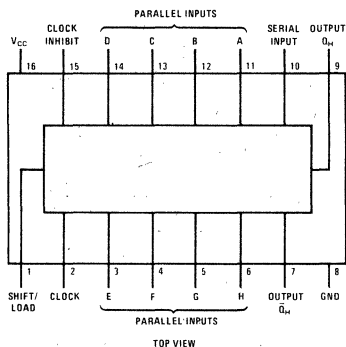 PARALLEL INPUTS
VCC CLOCK INHIBIT D C B A SERIAL INPUT OUTPUT QH
16 15 14 13 12 11 10 9
1 2 3 4 5 6 7 8
SHIFT/LOAD CLOCK E F G H OUTPUT Q̅H GND
PARALLEL INPUTS
TOP VIEW